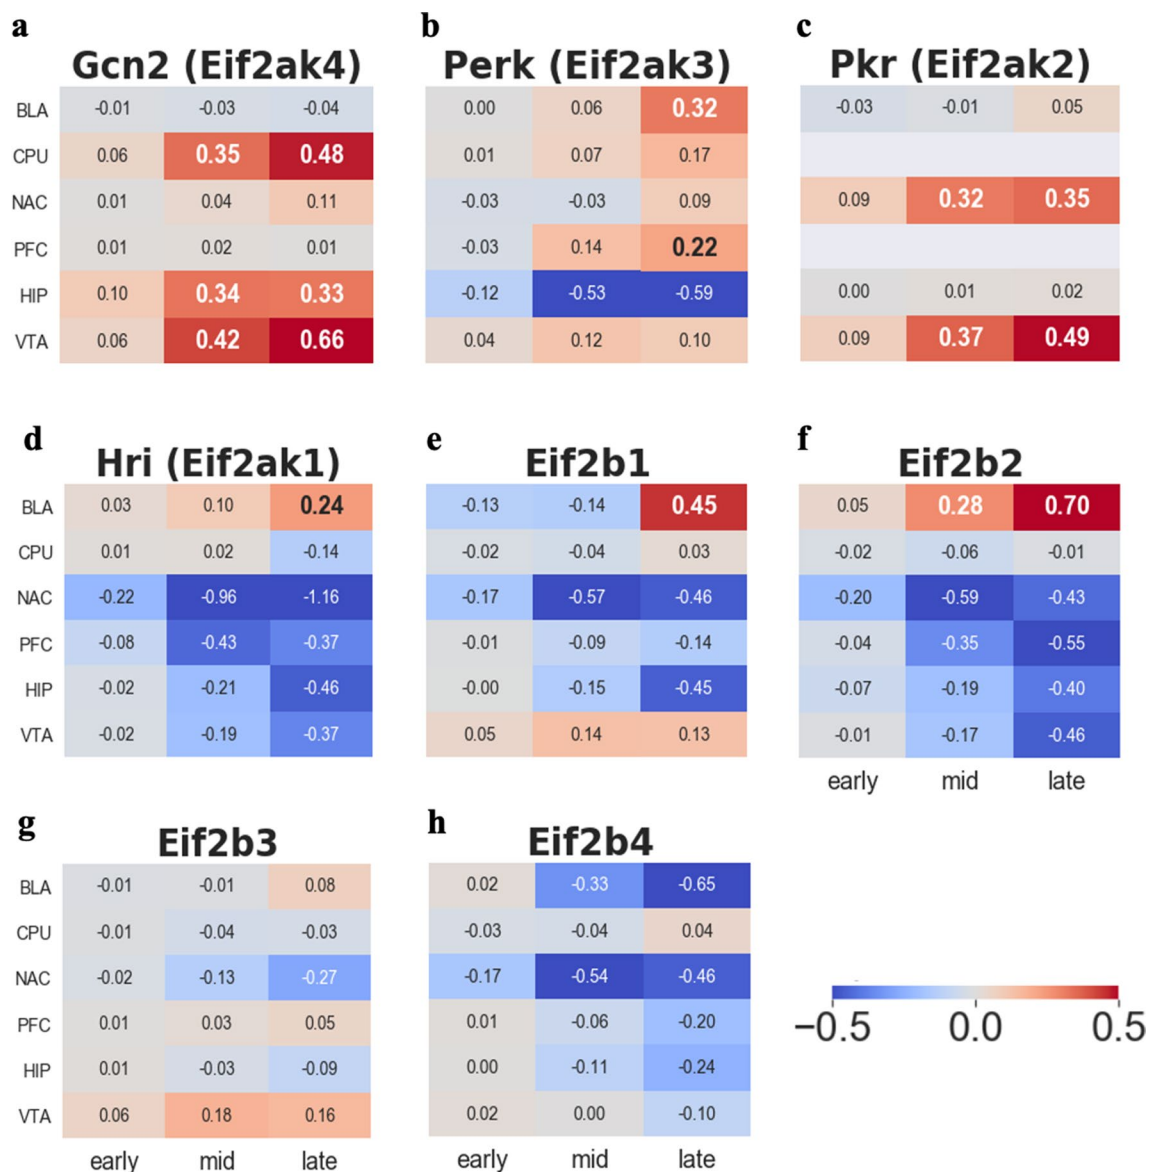 a b c
Gcn2 (Eif2ak4) Perk (Eif2ak3) Pkr (Eif2ak2)
BLA -0.01 -0.03 -0.04 0.00 0.06 0.32 -0.03 -0.01 0.05
CPU 0.06 0.35 0.48 0.01 0.07 0.17
NAC 0.01 0.04 0.11 -0.03 -0.03 0.09 0.09 0.32 0.35
PFC 0.01 0.02 0.01 -0.03 0.14 0.22
HIP 0.10 0.34 0.33 -0.12 -0.53 -0.59 0.00 0.01 0.02
VTA 0.06 0.42 0.66 0.04 0.12 0.10 0.09 0.37 0.49
d e f
Hri (Eif2ak1) Eif2b1 Eif2b2
BLA 0.03 0.10 0.24 -0.13 -0.14 0.45 0.05 0.28 0.70
CPU 0.01 0.02 -0.14 -0.02 -0.04 0.03 -0.02 -0.06 -0.01
NAC -0.22 -0.96 -1.16 -0.17 -0.57 -0.46 -0.20 -0.59 -0.43
PFC -0.08 -0.43 -0.37 -0.01 -0.09 -0.14 -0.04 -0.35 -0.55
HIP -0.02 -0.21 -0.46 -0.00 -0.15 -0.45 -0.07 -0.19 -0.40
VTA -0.02 -0.19 -0.37 0.05 0.14 0.13 -0.01 -0.17 -0.46
early mid late
g h
Eif2b3 Eif2b4
BLA -0.01 -0.01 0.08 0.02 -0.33 -0.65
CPU -0.01 -0.04 -0.03 -0.03 -0.04 0.04
NAC -0.02 -0.13 -0.27 -0.17 -0.54 -0.46
PFC 0.01 0.03 0.05 0.01 -0.06 -0.20
HIP 0.01 -0.03 -0.09 0.00 -0.11 -0.24
VTA 0.06 0.18 0.16 0.02 0.00 -0.10
early mid late early mid late
−0.5 0.0 0.5